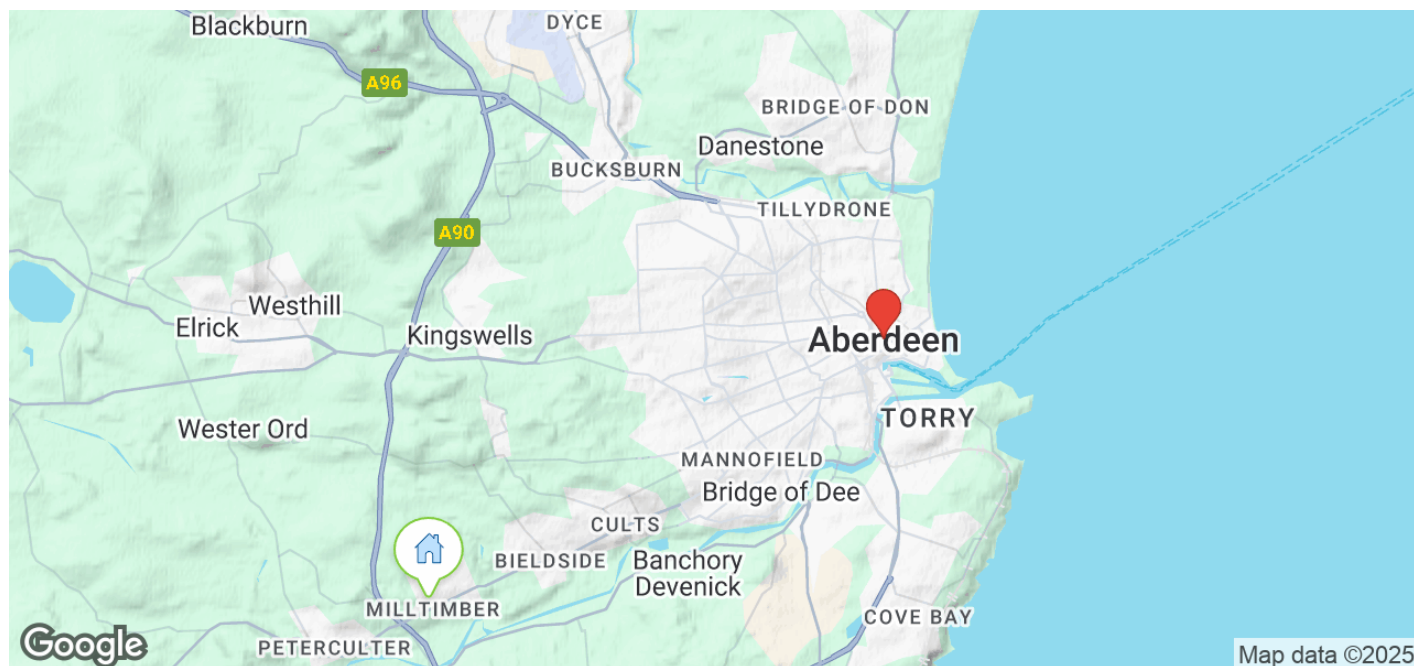 DYCE
Blackburn
A96
BRIDGE OF DON
Danestone
BUCKSBURN
TILLYDRONE
A90
Westhill
Elrick
Kingswells
Aberdeen
TORRY
Wester Ord
MANNOFIELD
Bridge of Dee
CULTS
BIELDSIDE
Banchory
Devenick
MILLTIMBER
COVE BAY
PETERCULTER
Google
Map data ©2025